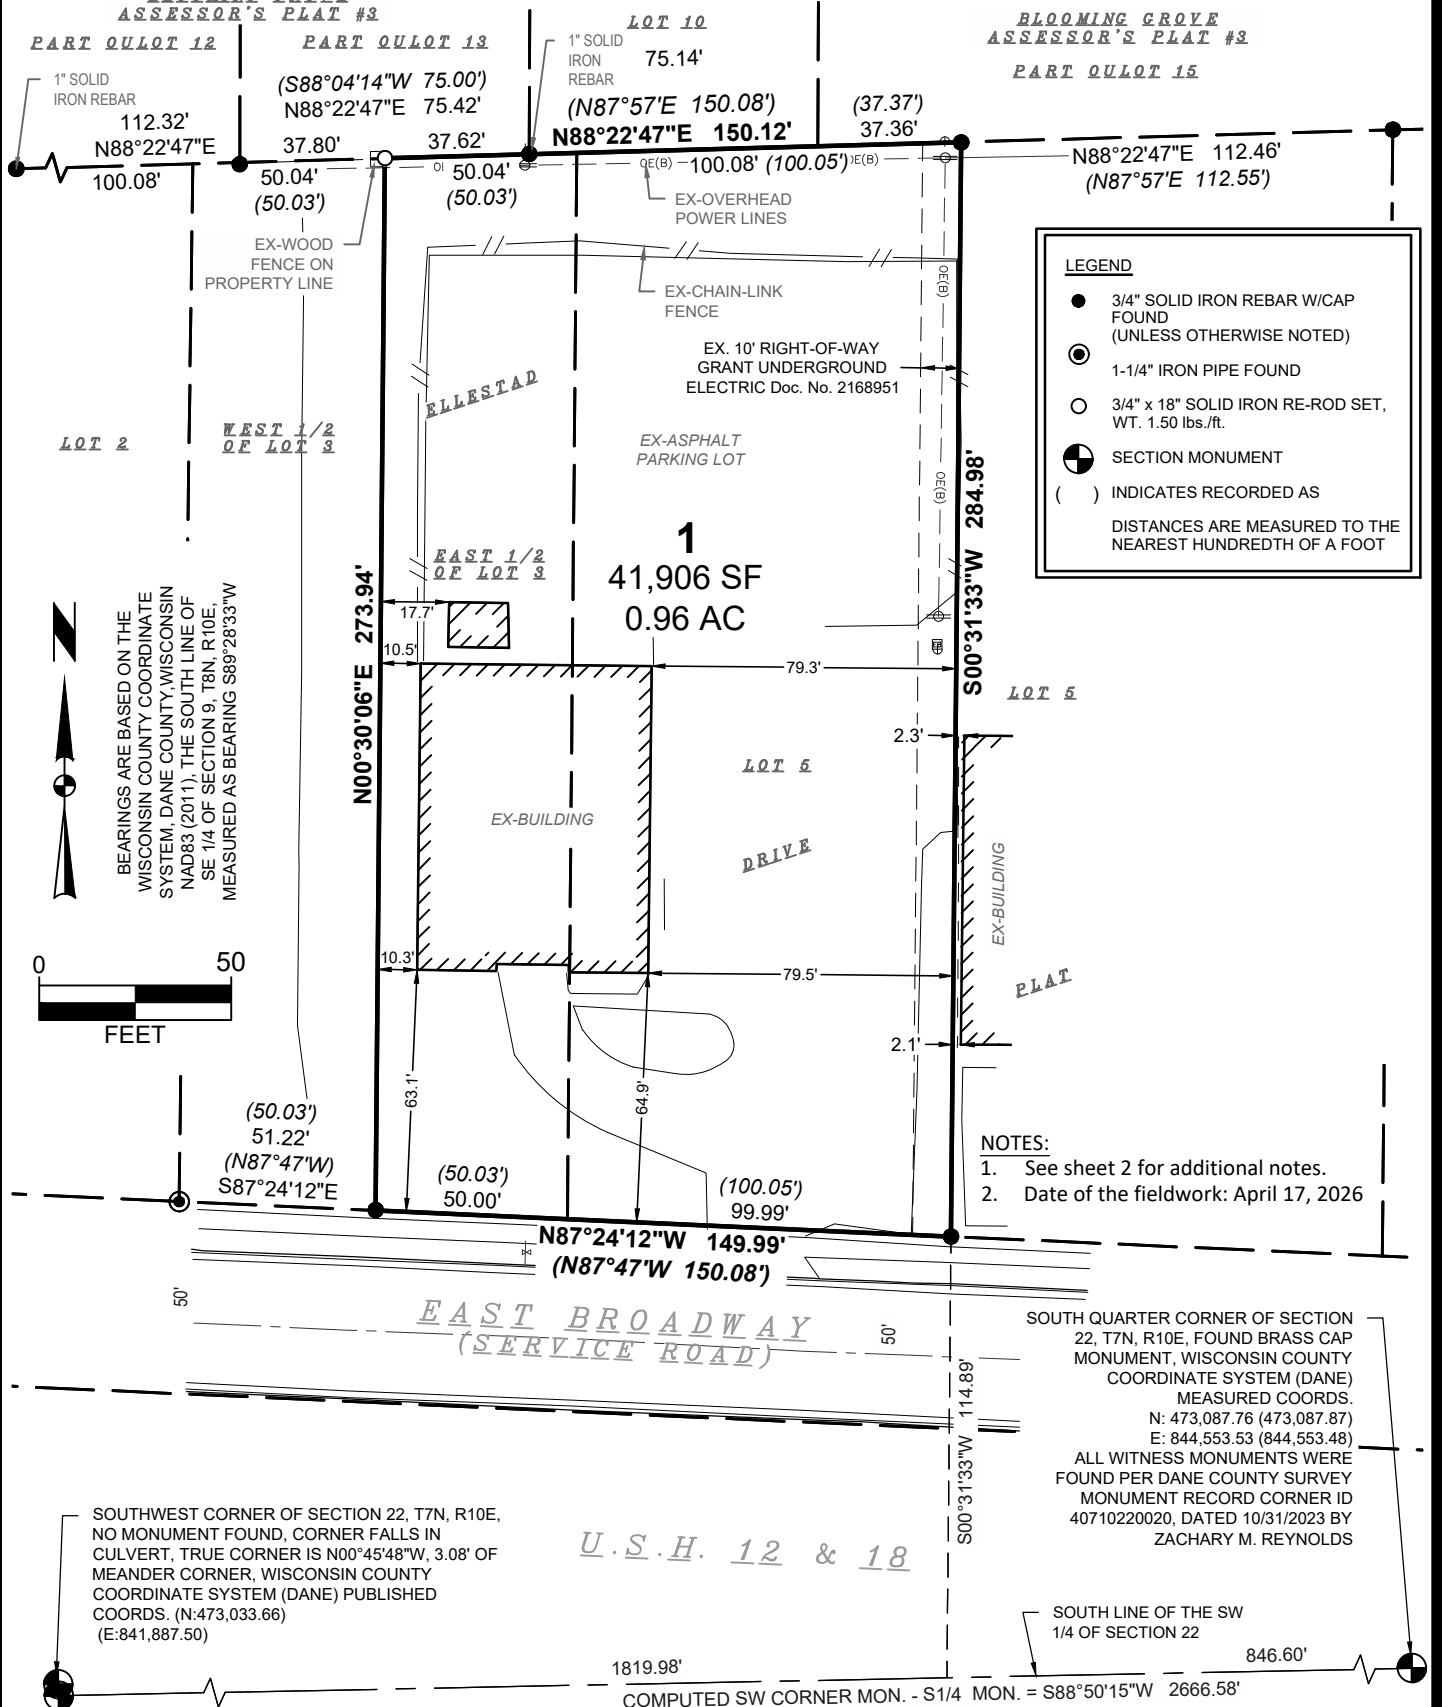 ASSESSOR'S PLAT #3
PART OULOT 12
PART OULOT 13
LOT 10
BLOOMING GROVE
ASSESSOR'S PLAT #3
PART OULOT 15
1" SOLID
IRON REBAR
1" SOLID
IRON
REBAR
75.14'
(S88°04'14"W 75.00')
N88°22'47"E 75.42'
(N87°57'E 150.08')
N88°22'47"E 150.12'
(37.37')
37.36'
112.32'
N88°22'47"E
100.08'
37.80'
37.62'
50.04'
(50.03')
50.04'
(50.03')
OE(B)
100.08' (100.05')
OE(B)
N88°22'47"E 112.46'
(N87°57'E 112.55')
EX-OVERHEAD
POWER LINES
EX-WOOD
FENCE ON
PROPERTY LINE
EX-CHAIN-LINK
FENCE
OE(B)
EX. 10' RIGHT-OF-WAY
GRANT UNDERGROUND
ELECTRIC Doc. No. 2168951
LEGEND
3/4" SOLID IRON REBAR W/CAP
FOUND
(UNLESS OTHERWISE NOTED)
1-1/4" IRON PIPE FOUND
3/4" x 18" SOLID IRON RE-ROD SET,
WT. 1.50 lbs./ft.
SECTION MONUMENT
( ) INDICATES RECORDED AS
DISTANCES ARE MEASURED TO THE
NEAREST HUNDREDTH OF A FOOT
ELLESTAD
LOT 2
WEST 1/2
OF LOT 3
EX-ASPHALT
PARKING LOT
OE(B)
S00°31'33"W 284.98'
EAST 1/2
OF LOT 3
1
41,906 SF
0.96 AC
N00°30'06"E 273.94'
17.7'
10.5'
79.3'
LOT 5
2.3'
LOT 5
BEARINGS ARE BASED ON THE
WISCONSIN COUNTY COORDINATE
SYSTEM, DANE COUNTY,WISCONSIN
NAD83 (2011), THE SOUTH LINE OF
SE 1/4 OF SECTION 9, T8N, R10E,
MEASURED AS BEARING S89°28'33"W
N
EX-BUILDING
DRIVE
EX-BUILDING
PLAT
10.3'
79.5'
2.1'
0 50
FEET
63.1'
64.9'
(50.03')
51.22'
(N87°47'W)
S87°24'12"E
(50.03')
50.00'
(100.05')
99.99'
NOTES:
1. See sheet 2 for additional notes.
2. Date of the fieldwork: April 17, 2026
N87°24'12"W 149.99'
(N87°47'W 150.08')
50'
EAST BROADWAY
(SERVICE ROAD)
50'
S00°31'33"W 114.89'
SOUTH QUARTER CORNER OF SECTION
22, T7N, R10E, FOUND BRASS CAP
MONUMENT, WISCONSIN COUNTY
COORDINATE SYSTEM (DANE)
MEASURED COORDS.
N: 473,087.76 (473,087.87)
E: 844,553.53 (844,553.48)
ALL WITNESS MONUMENTS WERE
FOUND PER DANE COUNTY SURVEY
MONUMENT RECORD CORNER ID
40710220020, DATED 10/31/2023 BY
ZACHARY M. REYNOLDS
SOUTHWEST CORNER OF SECTION 22, T7N, R10E,
NO MONUMENT FOUND, CORNER FALLS IN
CULVERT, TRUE CORNER IS N00°45'48"W, 3.08' OF
MEANDER CORNER, WISCONSIN COUNTY
COORDINATE SYSTEM (DANE) PUBLISHED
COORDS. (N:473,033.66)
(E:841,887.50)
U.S.H. 12 & 18
SOUTH LINE OF THE SW
1/4 OF SECTION 22
1819.98'
846.60'
COMPUTED SW CORNER MON. - S1/4 MON. = S88°50'15"W 2666.58'